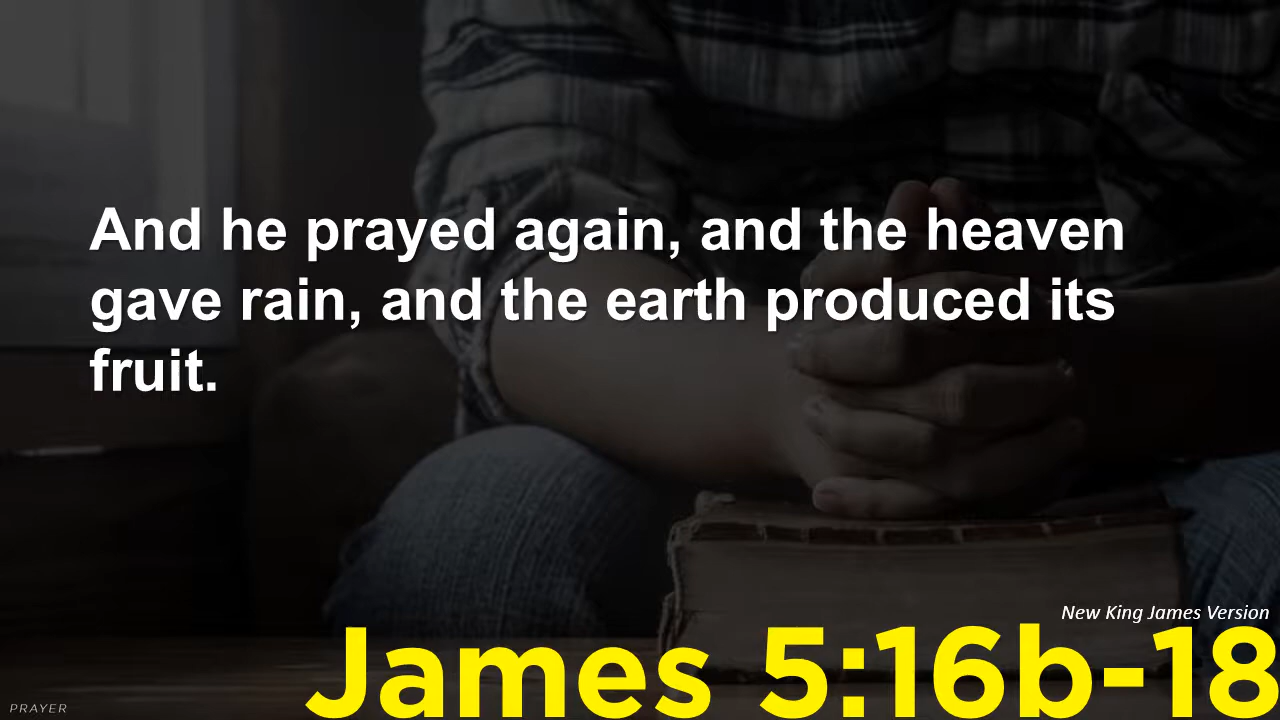 And he prayed again, and the heaven
gave rain, and the earth produced its
fruit.
New King James Version
James 5:16b-18
PRAYER